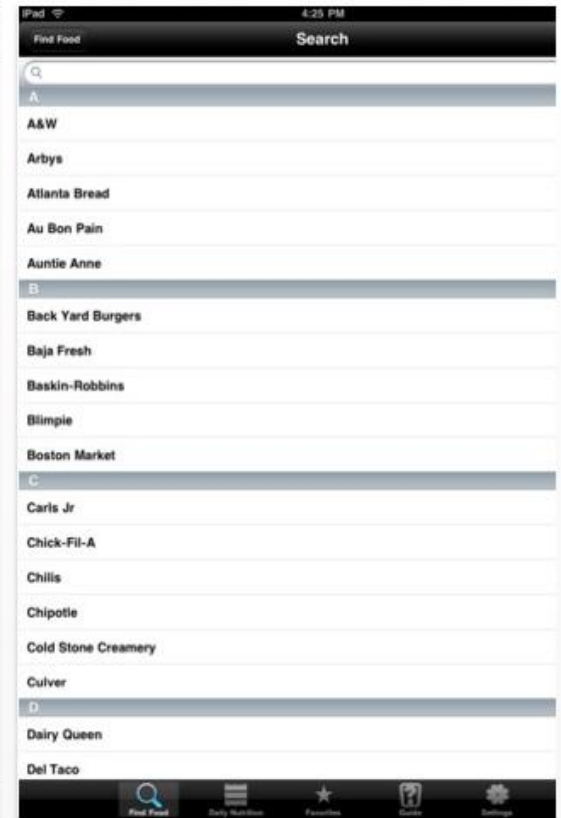 iPad 4:25 PM
Find Food Search
A
A&W
Arbys
Atlanta Bread
Au Bon Pain
Auntie Anne
B
Back Yard Burgers
Baja Fresh
Baskin-Robbins
Blimpie
Boston Market
C
Carls Jr
Chick-Fil-A
Chilis
Chipotle
Cold Stone Creamery
Culver
D
Dairy Queen
Del Taco
Find Food Daily Nutrition Favorites Guide Settings